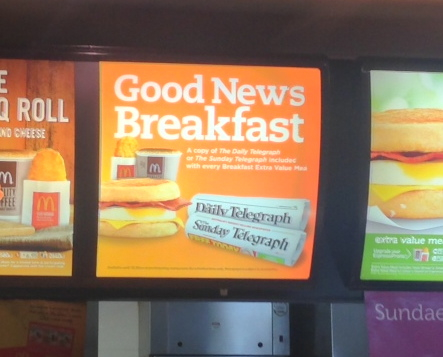 E
Q ROLL
AND CHEESE
Good News
Breakfast
A copy of The Daily Telegraph
or The Sunday Telegraph included
with every Breakfast Extra Value Meal
Daily Telegraph
Sunday Telegraph
extra value me
Sundae